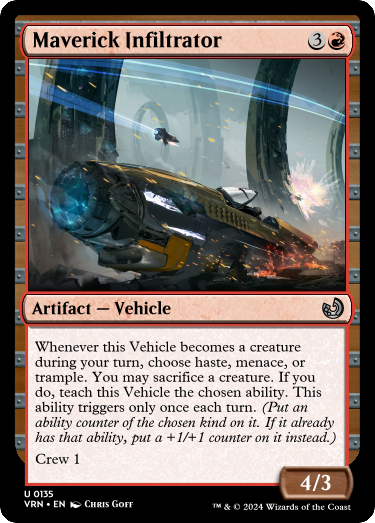 Maverick Infiltrator 3
Artifact — Vehicle
Whenever this Vehicle becomes a creature
during your turn, choose haste, menace, or
trample. You may sacrifice a creature. If you
do, teach this Vehicle the chosen ability. This
ability triggers only once each turn. (Put an
ability counter of the chosen kind on it. If it already
has that ability, put a +1/+1 counter on it instead.)
Crew 1
4/3
U 0135
VRN • EN Chris Goff
™ & © 2024 Wizards of the Coast